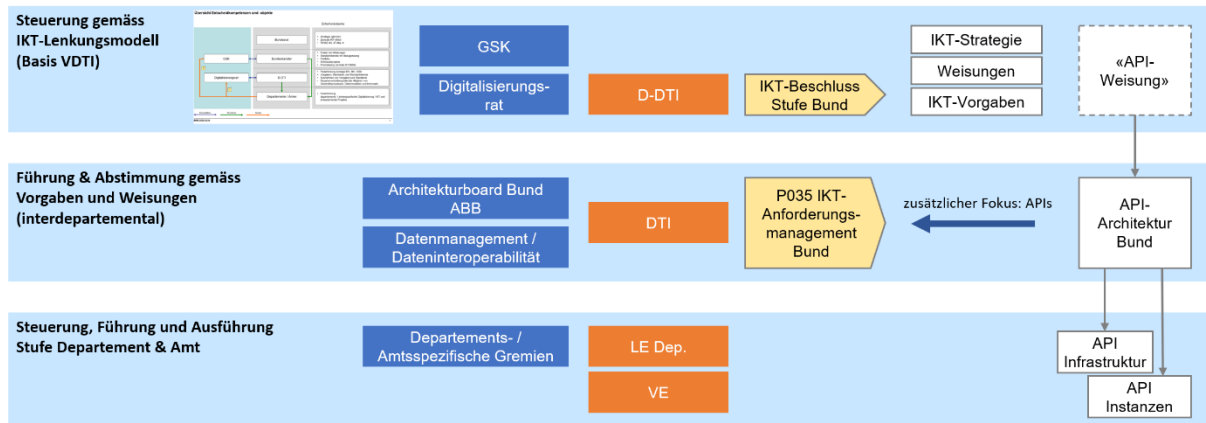 Steuerung gemäss
IKT-Lenkungsmodell
(Basis VDTI)
GSK
Digitalisierungs-
rat
D-DTI
IKT-Beschluss
Stufe Bund
IKT-Strategie
Weisungen
IKT-Vorgaben
«API-
Weisung»
Führung & Abstimmung gemäss
Vorgaben und Weisungen
(interdepartemental)
Architekturboard Bund
ABB
Datenmanagement /
Dateninteroperabilität
DTI
P035 IKT-
Anforderungs-
management
Bund
zusätzlicher Fokus: APIs
API-
Architektur
Bund
Steuerung, Führung und Ausführung
Stufe Departement & Amt
Departements- /
Amtsspezifische Gremien
LE Dep.
VE
API
Infrastruktur
API
Instanzen